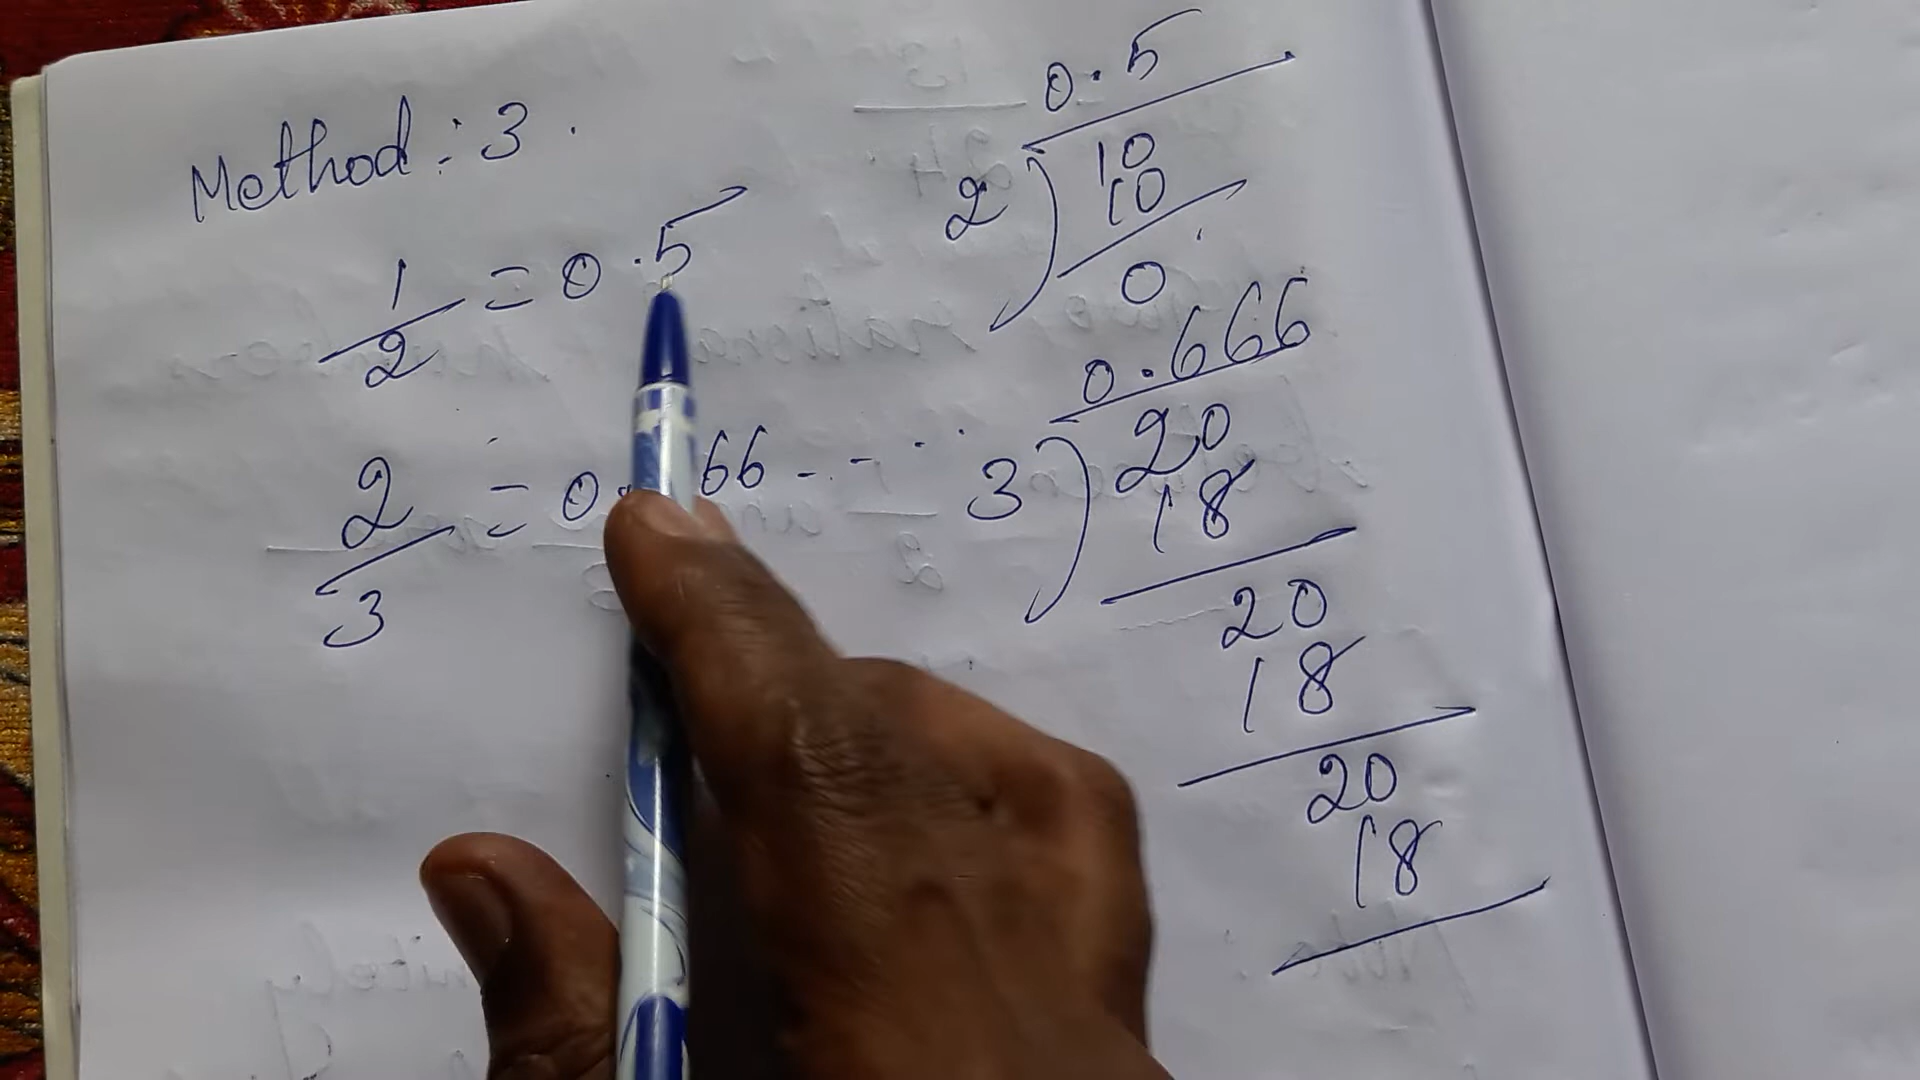 Method : 3 .
1/2 = 0.5
2/3 = 0. 66 - - . .
0.5
2 ) 10
10
0
0.666
3 ) 20
18
20
18
20
18